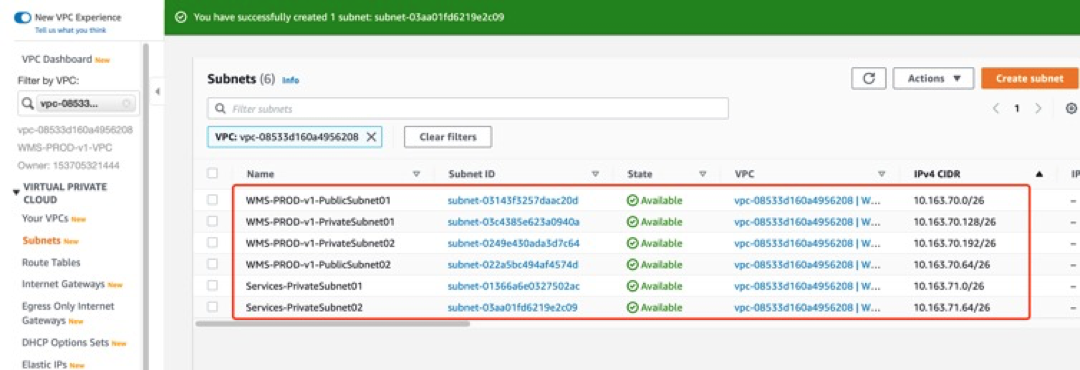 New VPC Experience
Tell us what you think
You have successfully created 1 subnet: subnet-03aa01fd6219e2c09
VPC Dashboard New
Filter by VPC:
vpc-08533...
vpc-08533d160a4956208
WMS-PROD-v1-VPC
Owner: 153705321444
VIRTUAL PRIVATE
CLOUD
Your VPCs New
Subnets New
Route Tables
Internet Gateways New
Egress Only Internet
Gateways New
DHCP Options Sets New
Elastic IPs New
Subnets (6) Info
Actions
Create subnet
Filter subnets
1
VPC: vpc-08533d160a4956208
Clear filters
Name Subnet ID State VPC IPv4 CIDR IP
WMS-PROD-v1-PublicSubnet01 subnet-03143f3257daac20d Available vpc-08533d160a4956208 | W... 10.163.70.0/26 –
WMS-PROD-v1-PrivateSubnet01 subnet-03c4385e623a0940a Available vpc-08533d160a4956208 | W... 10.163.70.128/26 –
WMS-PROD-v1-PrivateSubnet02 subnet-0249e430ada3d7c64 Available vpc-08533d160a4956208 | W... 10.163.70.192/26 –
WMS-PROD-v1-PublicSubnet02 subnet-022a5bc494af4574d Available vpc-08533d160a4956208 | W... 10.163.70.64/26 –
Services-PrivateSubnet01 subnet-01366a6e0327502ac Available vpc-08533d160a4956208 | W... 10.163.71.0/26 –
Services-PrivateSubnet02 subnet-03aa01fd6219e2c09 Available vpc-08533d160a4956208 | W... 10.163.71.64/26 –